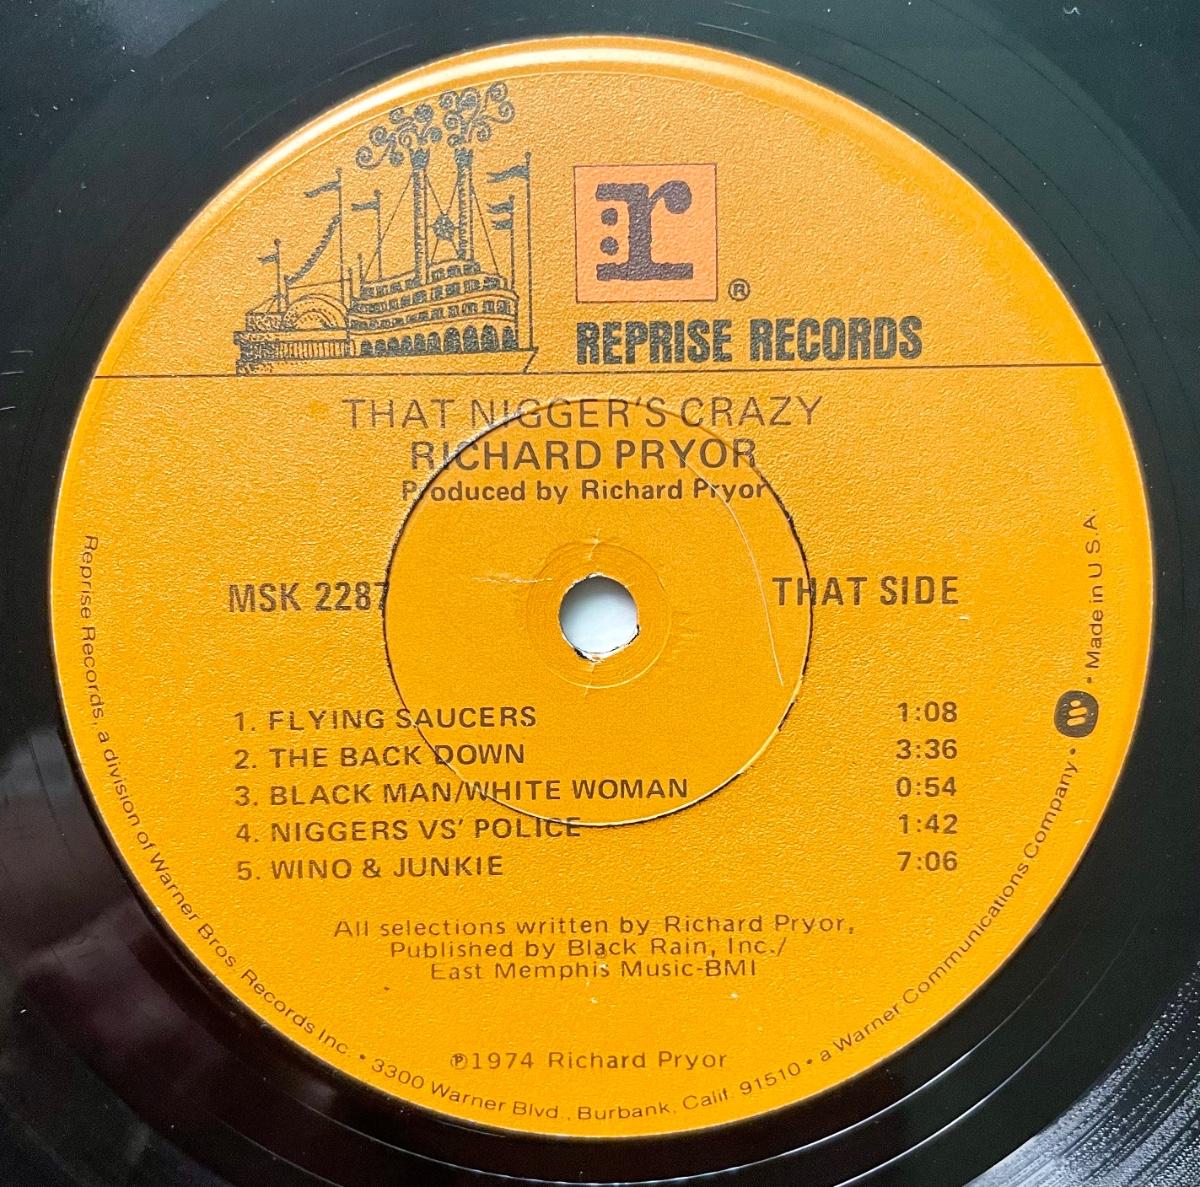 r
®
REPRISE RECORDS
THAT NIGGER'S CRAZY
RICHARD PRYOR
Produced by Richard Pryor
MSK 2287
THAT SIDE
1. FLYING SAUCERS 1:08
2. THE BACK DOWN 3:36
3. BLACK MAN/WHITE WOMAN 0:54
4. NIGGERS VS' POLICE 1:42
5. WINO & JUNKIE 7:06
All selections written by Richard Pryor,
Published by Black Rain, Inc./
East Memphis Music-BMI
℗1974 Richard Pryor
Reprise Records, a division of Warner Bros. Records Inc. • 3300 Warner Blvd., Burbank, Calif. 91510 • a Warner Communications Company • • Made in U.S.A.